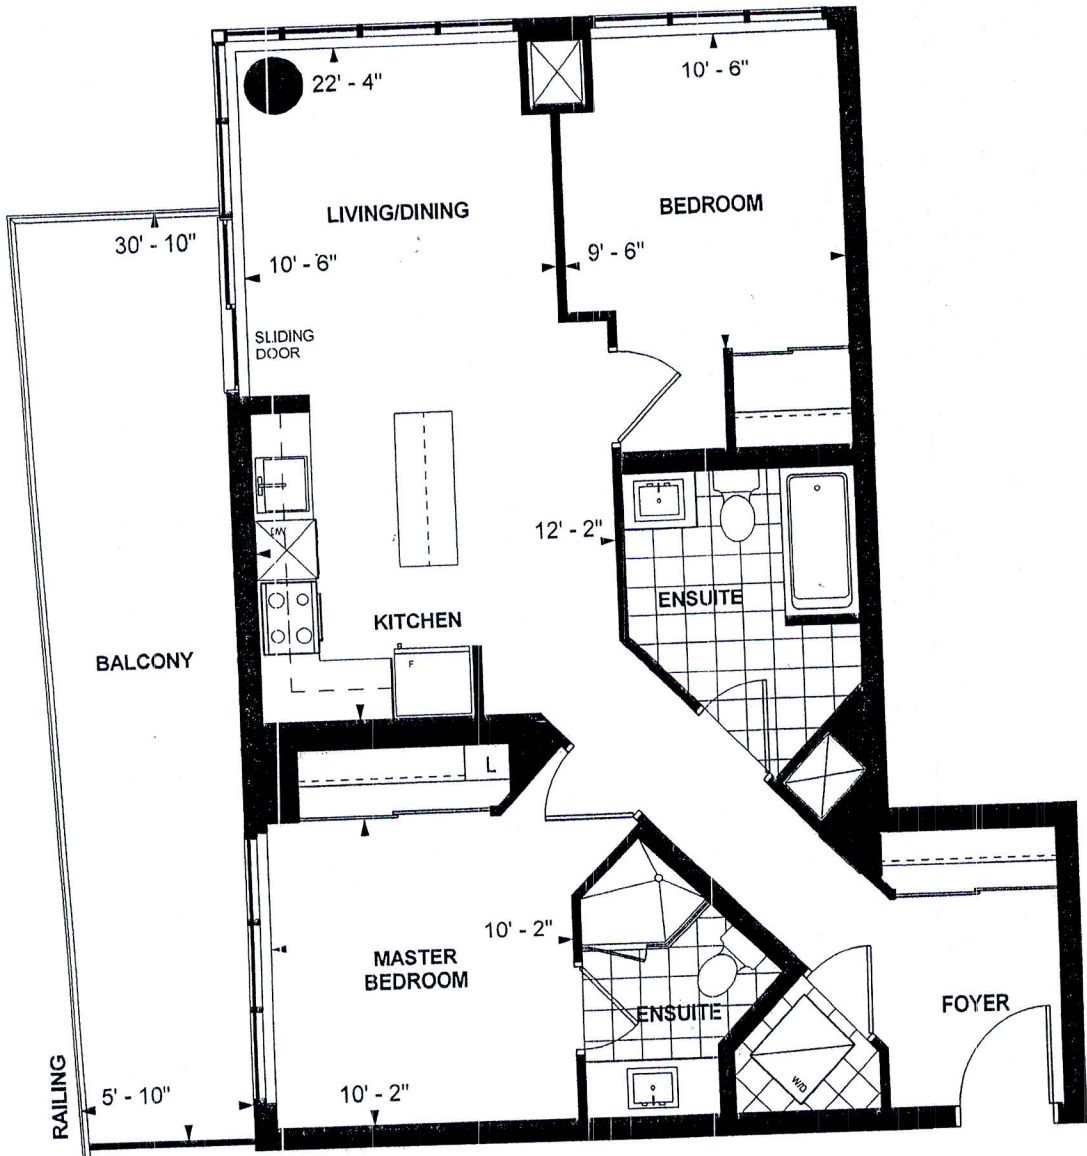 22' - 4"
10' - 6"
LIVING/DINING
BEDROOM
30' - 10"
10' - 6"
9' - 6"
SLIDING
DOOR
12' - 2"
DW
ENSUITE
KITCHEN
F
BALCONY
L
10' - 2"
MASTER
BEDROOM
ENSUITE
FOYER
W/D
RAILING
5' - 10"
10' - 2"